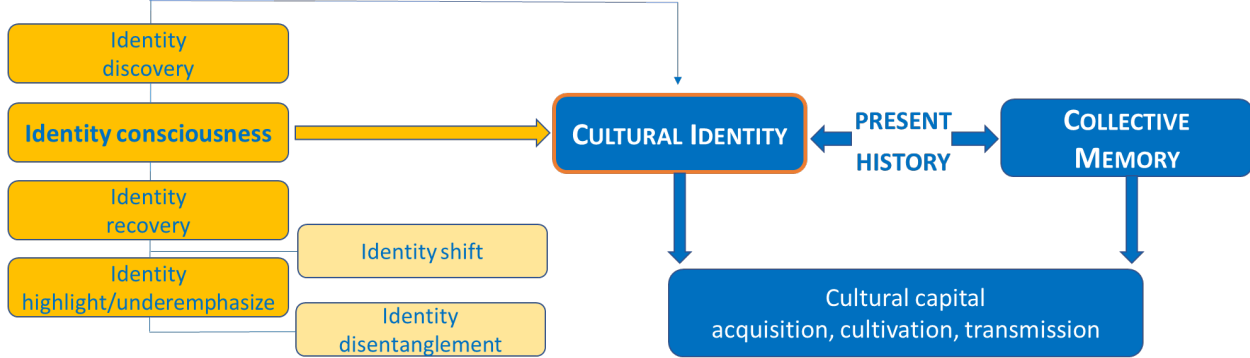 Identity
discovery
Identity consciousness
Identity
recovery
Identity shift
Identity
highlight/underemphasize
Identity
disentanglement
CULTURAL IDENTITY
PRESENT
HISTORY
COLLECTIVE
MEMORY
Cultural capital
acquisition, cultivation, transmission